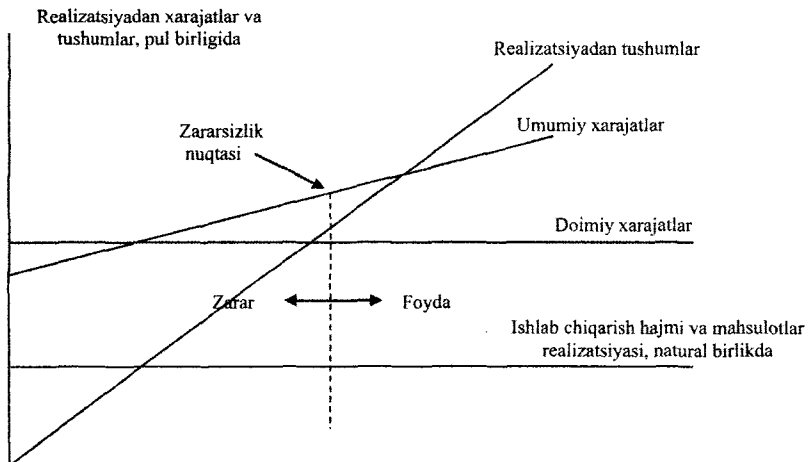 Realizatsiyadan xarajatlar va
tushumlar, pul birligida
Realizatsiyadan tushumlar
Umumiy xarajatlar
Zararsizlik
nuqtasi
Doimiy xarajatlar
Zarar
Foyda
Ishlab chiqarish hajmi va mahsulotlar
realizatsiyasi, natural birlikda